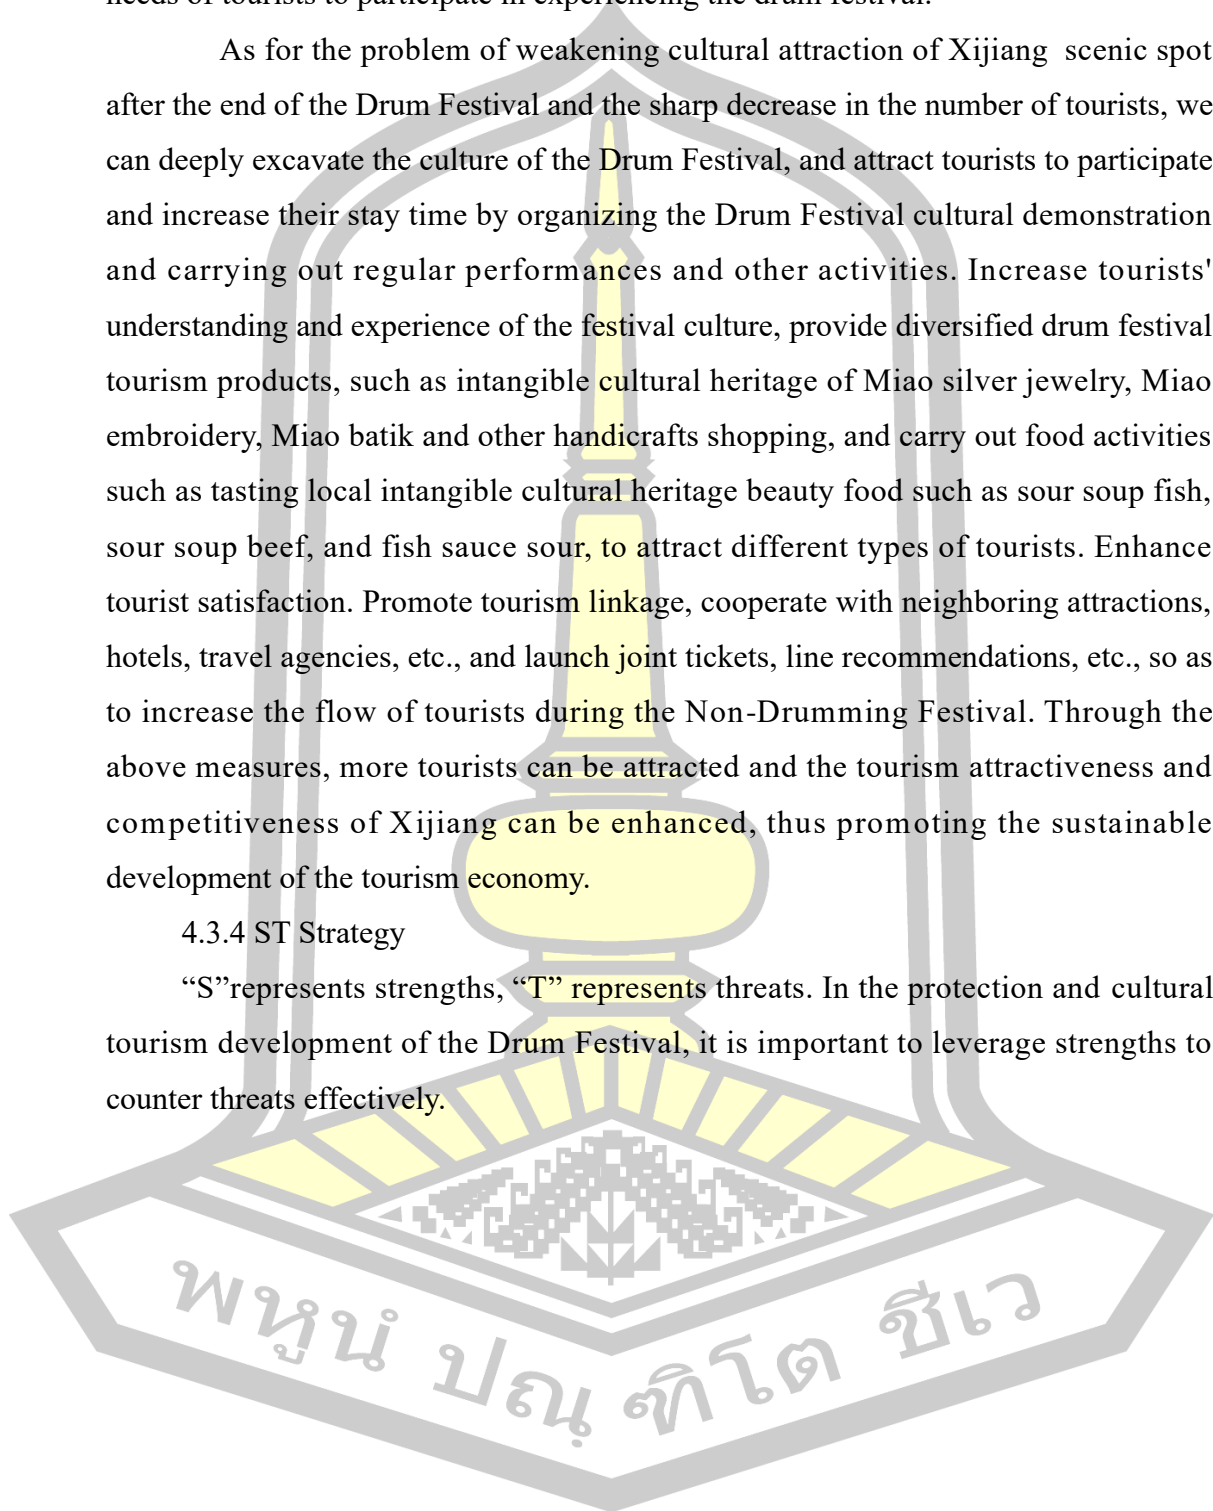 needs of tourists to participate in experiencing the drum festival.
As for the problem of weakening cultural attraction of Xijiang scenic spot
after the end of the Drum Festival and the sharp decrease in the number of tourists, we
can deeply excavate the culture of the Drum Festival, and attract tourists to participate
and increase their stay time by organizing the Drum Festival cultural demonstration
and carrying out regular performances and other activities. Increase tourists'
understanding and experience of the festival culture, provide diversified drum festival
tourism products, such as intangible cultural heritage of Miao silver jewelry, Miao
embroidery, Miao batik and other handicrafts shopping, and carry out food activities
such as tasting local intangible cultural heritage beauty food such as sour soup fish,
sour soup beef, and fish sauce sour, to attract different types of tourists. Enhance
tourist satisfaction. Promote tourism linkage, cooperate with neighboring attractions,
hotels, travel agencies, etc., and launch joint tickets, line recommendations, etc., so as
to increase the flow of tourists during the Non-Drumming Festival. Through the
above measures, more tourists can be attracted and the tourism attractiveness and
competitiveness of Xijiang can be enhanced, thus promoting the sustainable
development of the tourism economy.
4.3.4 ST Strategy
“S”represents strengths, “T” represents threats. In the protection and cultural
tourism development of the Drum Festival, it is important to leverage strengths to
counter threats effectively.
พหูนํ ปณฺฑิโต ชีเว